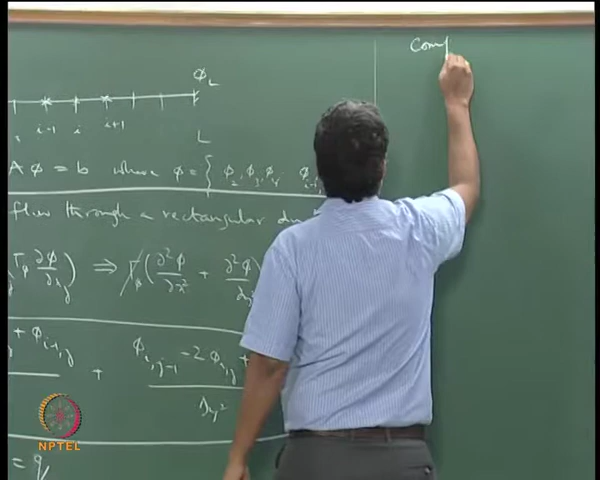 Com
ϕ_L
i-1 i i+1
L
Aϕ = b where ϕ = { ϕ_2, ϕ_3, ϕ_4
flow through a rectangular
Γ_ϕ ∂ϕ/∂x_j ) ⇒ Γ_ϕ ( ∂²ϕ/∂x² + ∂²ϕ/∂y
+ ϕ_{i-1,j} + ϕ_{i,j-1} - 2ϕ_{i,j} +
Δy²
= q
NPTEL